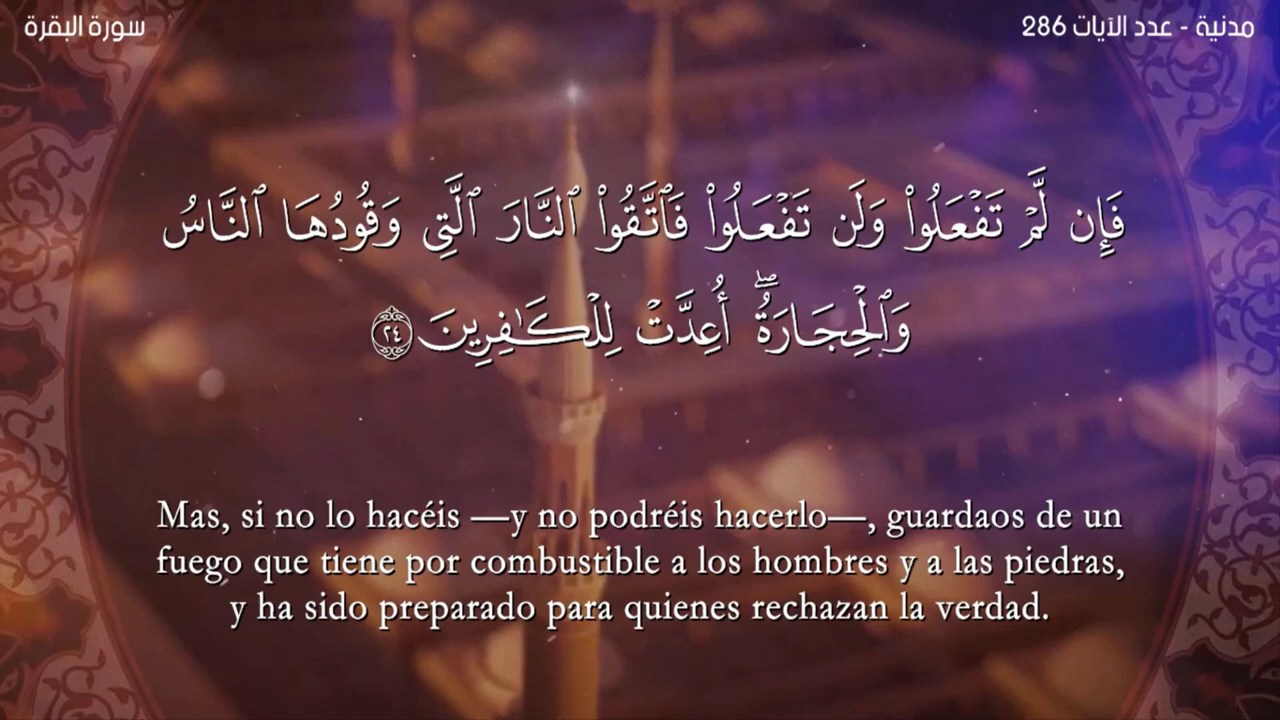 سورة البقرة
مدنية - عدد الآيات 286
فَإِن لَّمْ تَفْعَلُوا۟ وَلَن تَفْعَلُوا۟ فَٱتَّقُوا۟ ٱلنَّارَ ٱلَّتِى وَقُودُهَا ٱلنَّاسُ
وَٱلْحِجَارَةُ ۖ أُعِدَّتْ لِلْكَـٰفِرِينَ ٢٤
Mas, si no lo hacéis —y no podréis hacerlo—, guardaos de un
fuego que tiene por combustible a los hombres y a las piedras,
y ha sido preparado para quienes rechazan la verdad.